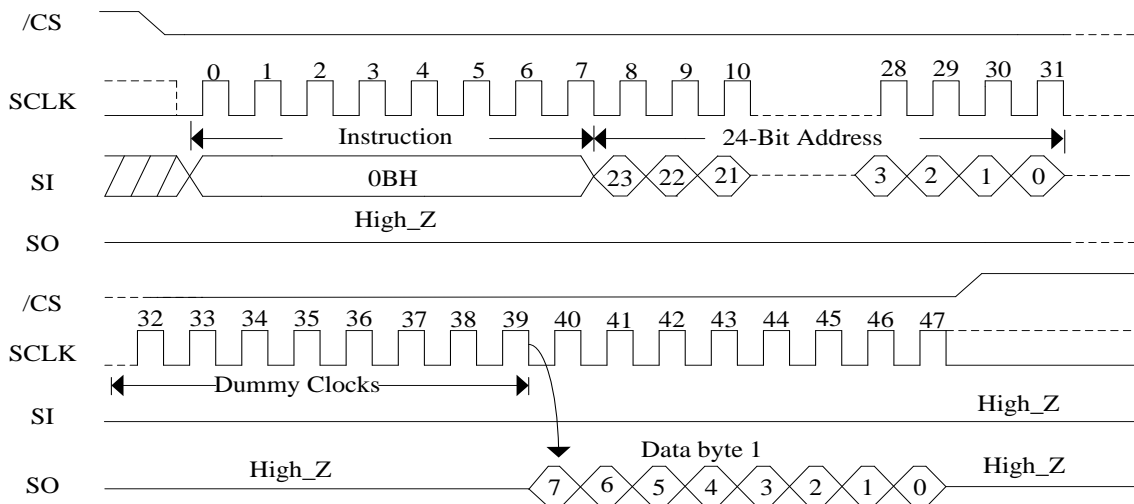 /CS
0 1 2 3 4 5 6 7 8 9 10 28 29 30 31
SCLK
Instruction 24-Bit Address
SI 0BH 23 22 21 3 2 1 0
High_Z
SO
/CS
32 33 34 35 36 37 38 39 40 41 42 43 44 45 46 47
SCLK
Dummy Clocks
SI High_Z
Data byte 1
SO High_Z 7 6 5 4 3 2 1 0 High_Z